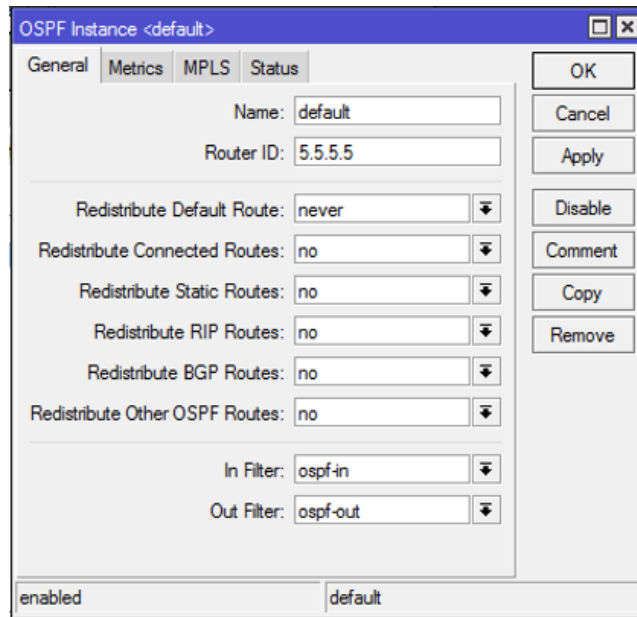 OSPF Instance <default>
General Metrics MPLS Status
Name: default
Router ID: 5.5.5.5
Redistribute Default Route: never
Redistribute Connected Routes: no
Redistribute Static Routes: no
Redistribute RIP Routes: no
Redistribute BGP Routes: no
Redistribute Other OSPF Routes: no
In Filter: ospf-in
Out Filter: ospf-out
OK
Cancel
Apply
Disable
Comment
Copy
Remove
enabled default